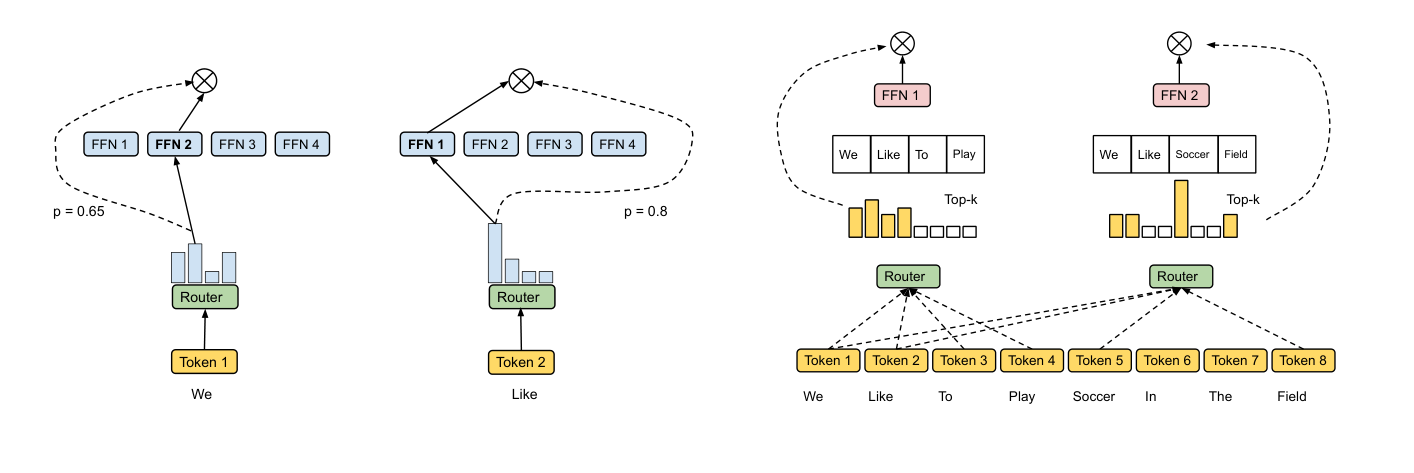 FFN 1 FFN 2 FFN 3 FFN 4
p = 0.65
Router
Token 1
We
FFN 1 FFN 2 FFN 3 FFN 4
p = 0.8
Router
Token 2
Like
FFN 1
We Like To Play
Top-k
Router
FFN 2
We Like Soccer Field
Top-k
Router
Token 1 Token 2 Token 3 Token 4 Token 5 Token 6 Token 7 Token 8
We Like To Play Soccer In The Field